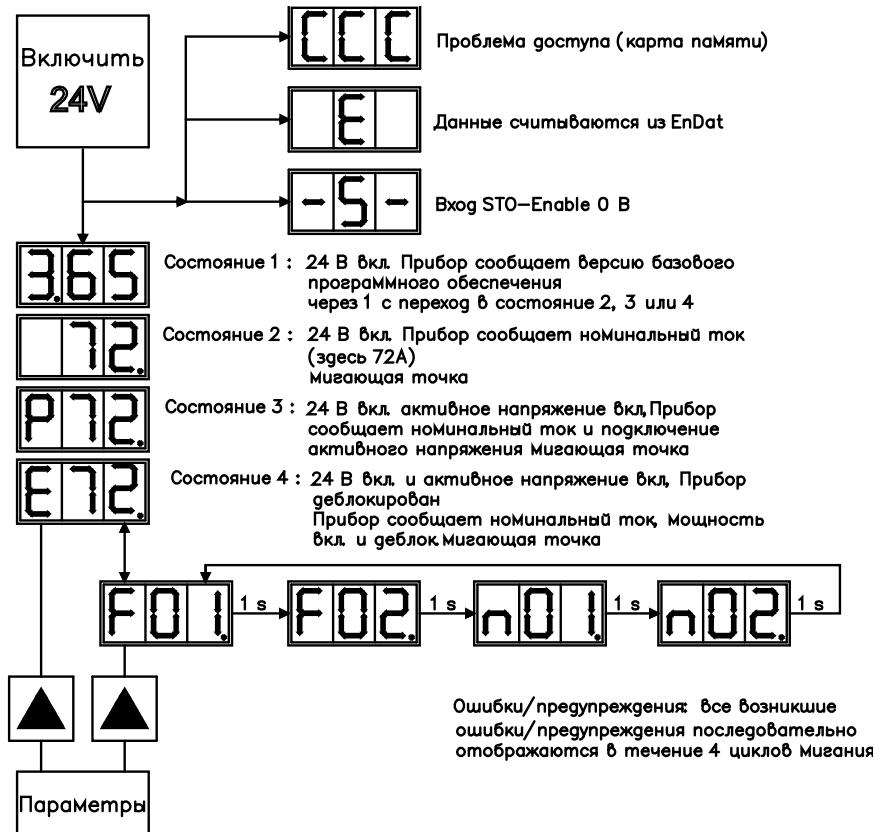 Включить
24V
CCC
Проблема доступа (карта памяти)
E
Данные считываются из EnDat
-S-
Вход STO-Enable 0 В
3.65
Состояние 1 : 24 В вкл. Прибор сообщает версию базового
программного обеспечения
через 1 с переход в состояние 2, 3 или 4
72.
Состояние 2 : 24 В вкл. Прибор сообщает номинальный ток
(здесь 72А)
мигающая точка
P72.
Состояние 3 : 24 В вкл. активное напряжение вкл, Прибор
сообщает номинальный ток и подключение
активного напряжения Мигающая точка
E72.
Состояние 4 : 24 В вкл. и активное напряжение вкл, Прибор
деблокирован
Прибор сообщает номинальный ток, мощность
вкл. и деблок. Мигающая точка
F01. 1 s F02. 1 s n01. 1 s n02. 1 s
Ошибки/предупреждения: все возникшие
ошибки/предупреждения последовательно
отображаются в течение 4 циклов мигания
Параметры